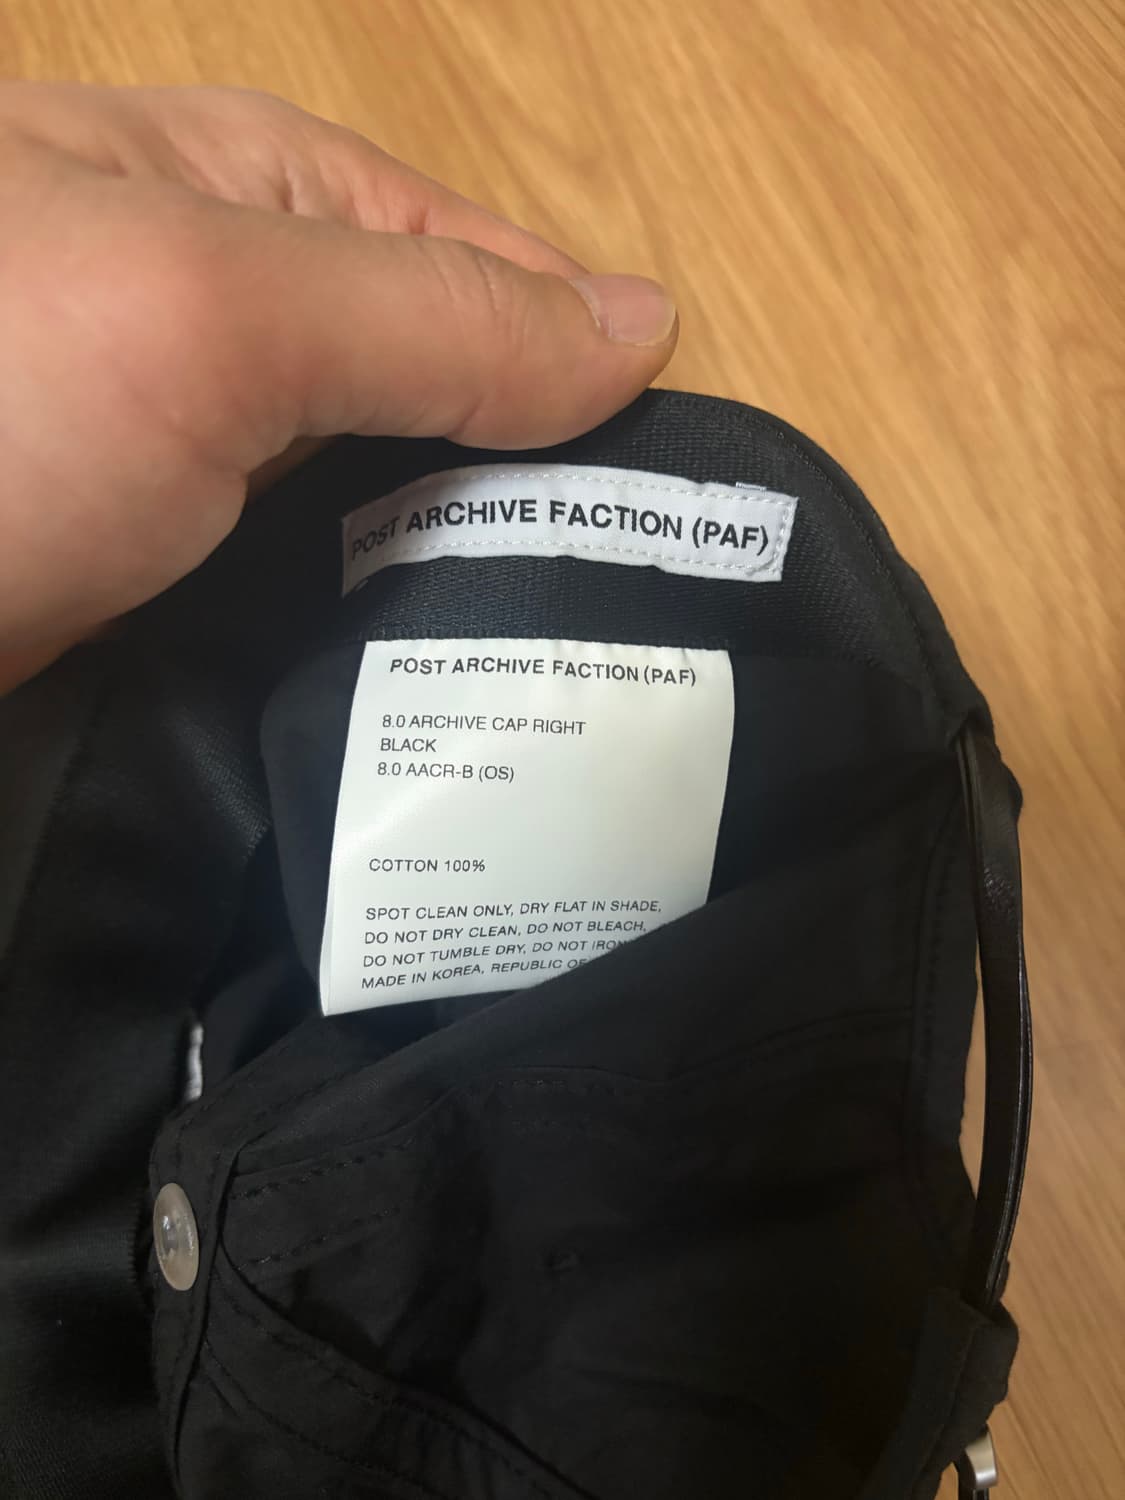 POST ARCHIVE FACTION (PAF)
POST ARCHIVE FACTION (PAF)
8.0 ARCHIVE CAP RIGHT
BLACK
8.0 AACR-B (OS)
COTTON 100%
SPOT CLEAN ONLY, DRY FLAT IN SHADE,
DO NOT DRY CLEAN, DO NOT BLEACH,
DO NOT TUMBLE DRY, DO NOT IRON
MADE IN KOREA, REPUBLIC OF